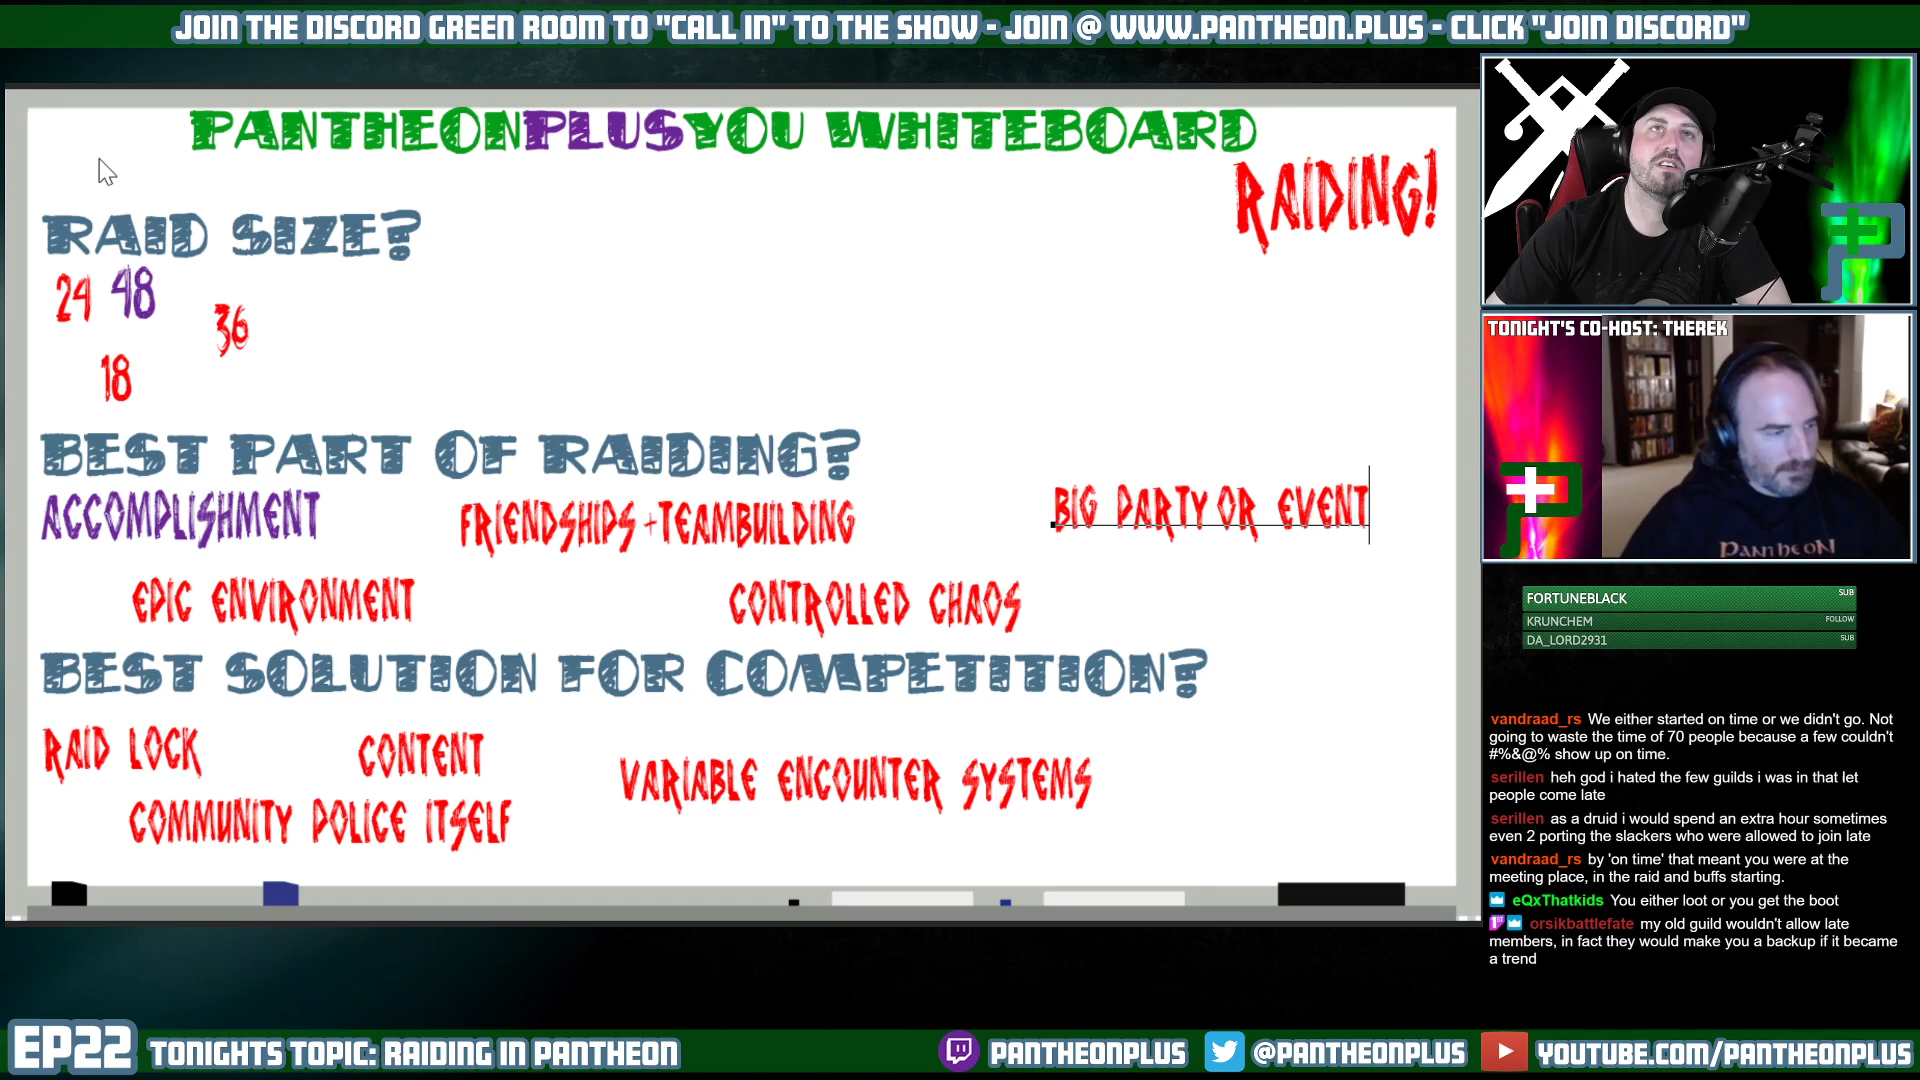 JOIN THE DISCORD GREEN ROOM TO "CALL IN" TO THE SHOW - JOIN @ WWW.PANTHEON.PLUS - CLICK "JOIN DISCORD"
PANTHEONPLUSYOU WHITEBOARD
RAIDING!
RAID SIZE?
24 48
36
18
BEST PART OF RAIDING?
ACCOMPLISHMENT
FRIENDSHIPS + TEAMBUILDING
BIG PARTY OR EVENT
EPIC ENVIRONMENT
CONTROLLED CHAOS
BEST SOLUTION FOR COMPETITION?
RAID LOCK
CONTENT
VARIABLE ENCOUNTER SYSTEMS
COMMUNITY POLICE ITSELF
TONIGHT'S CO-HOST: THEREK
PANTHEON
FORTUNEBLACK SUB
KRUNCHEM FOLLOW
DA_LORD2931 SUB
vandraad_rs We either started on time or we didn't go. Not
going to waste the time of 70 people because a few couldn't
#%&@% show up on time.
serillen heh god i hated the few guilds i was in that let
people come late
serillen as a druid i would spend an extra hour sometimes
even 2 porting the slackers who were allowed to join late
vandraad_rs by 'on time' that meant you were at the
meeting place, in the raid and buffs starting.
eQxThatkids You either loot or you get the boot
1ST orsikbattlefate my old guild wouldn't allow late
members, in fact they would make you a backup if it became
a trend
EP22 TONIGHTS TOPIC: RAIDING IN PANTHEON
PANTHEONPLUS
@PANTHEONPLUS
YOUTUBE.COM/PANTHEONPLUS